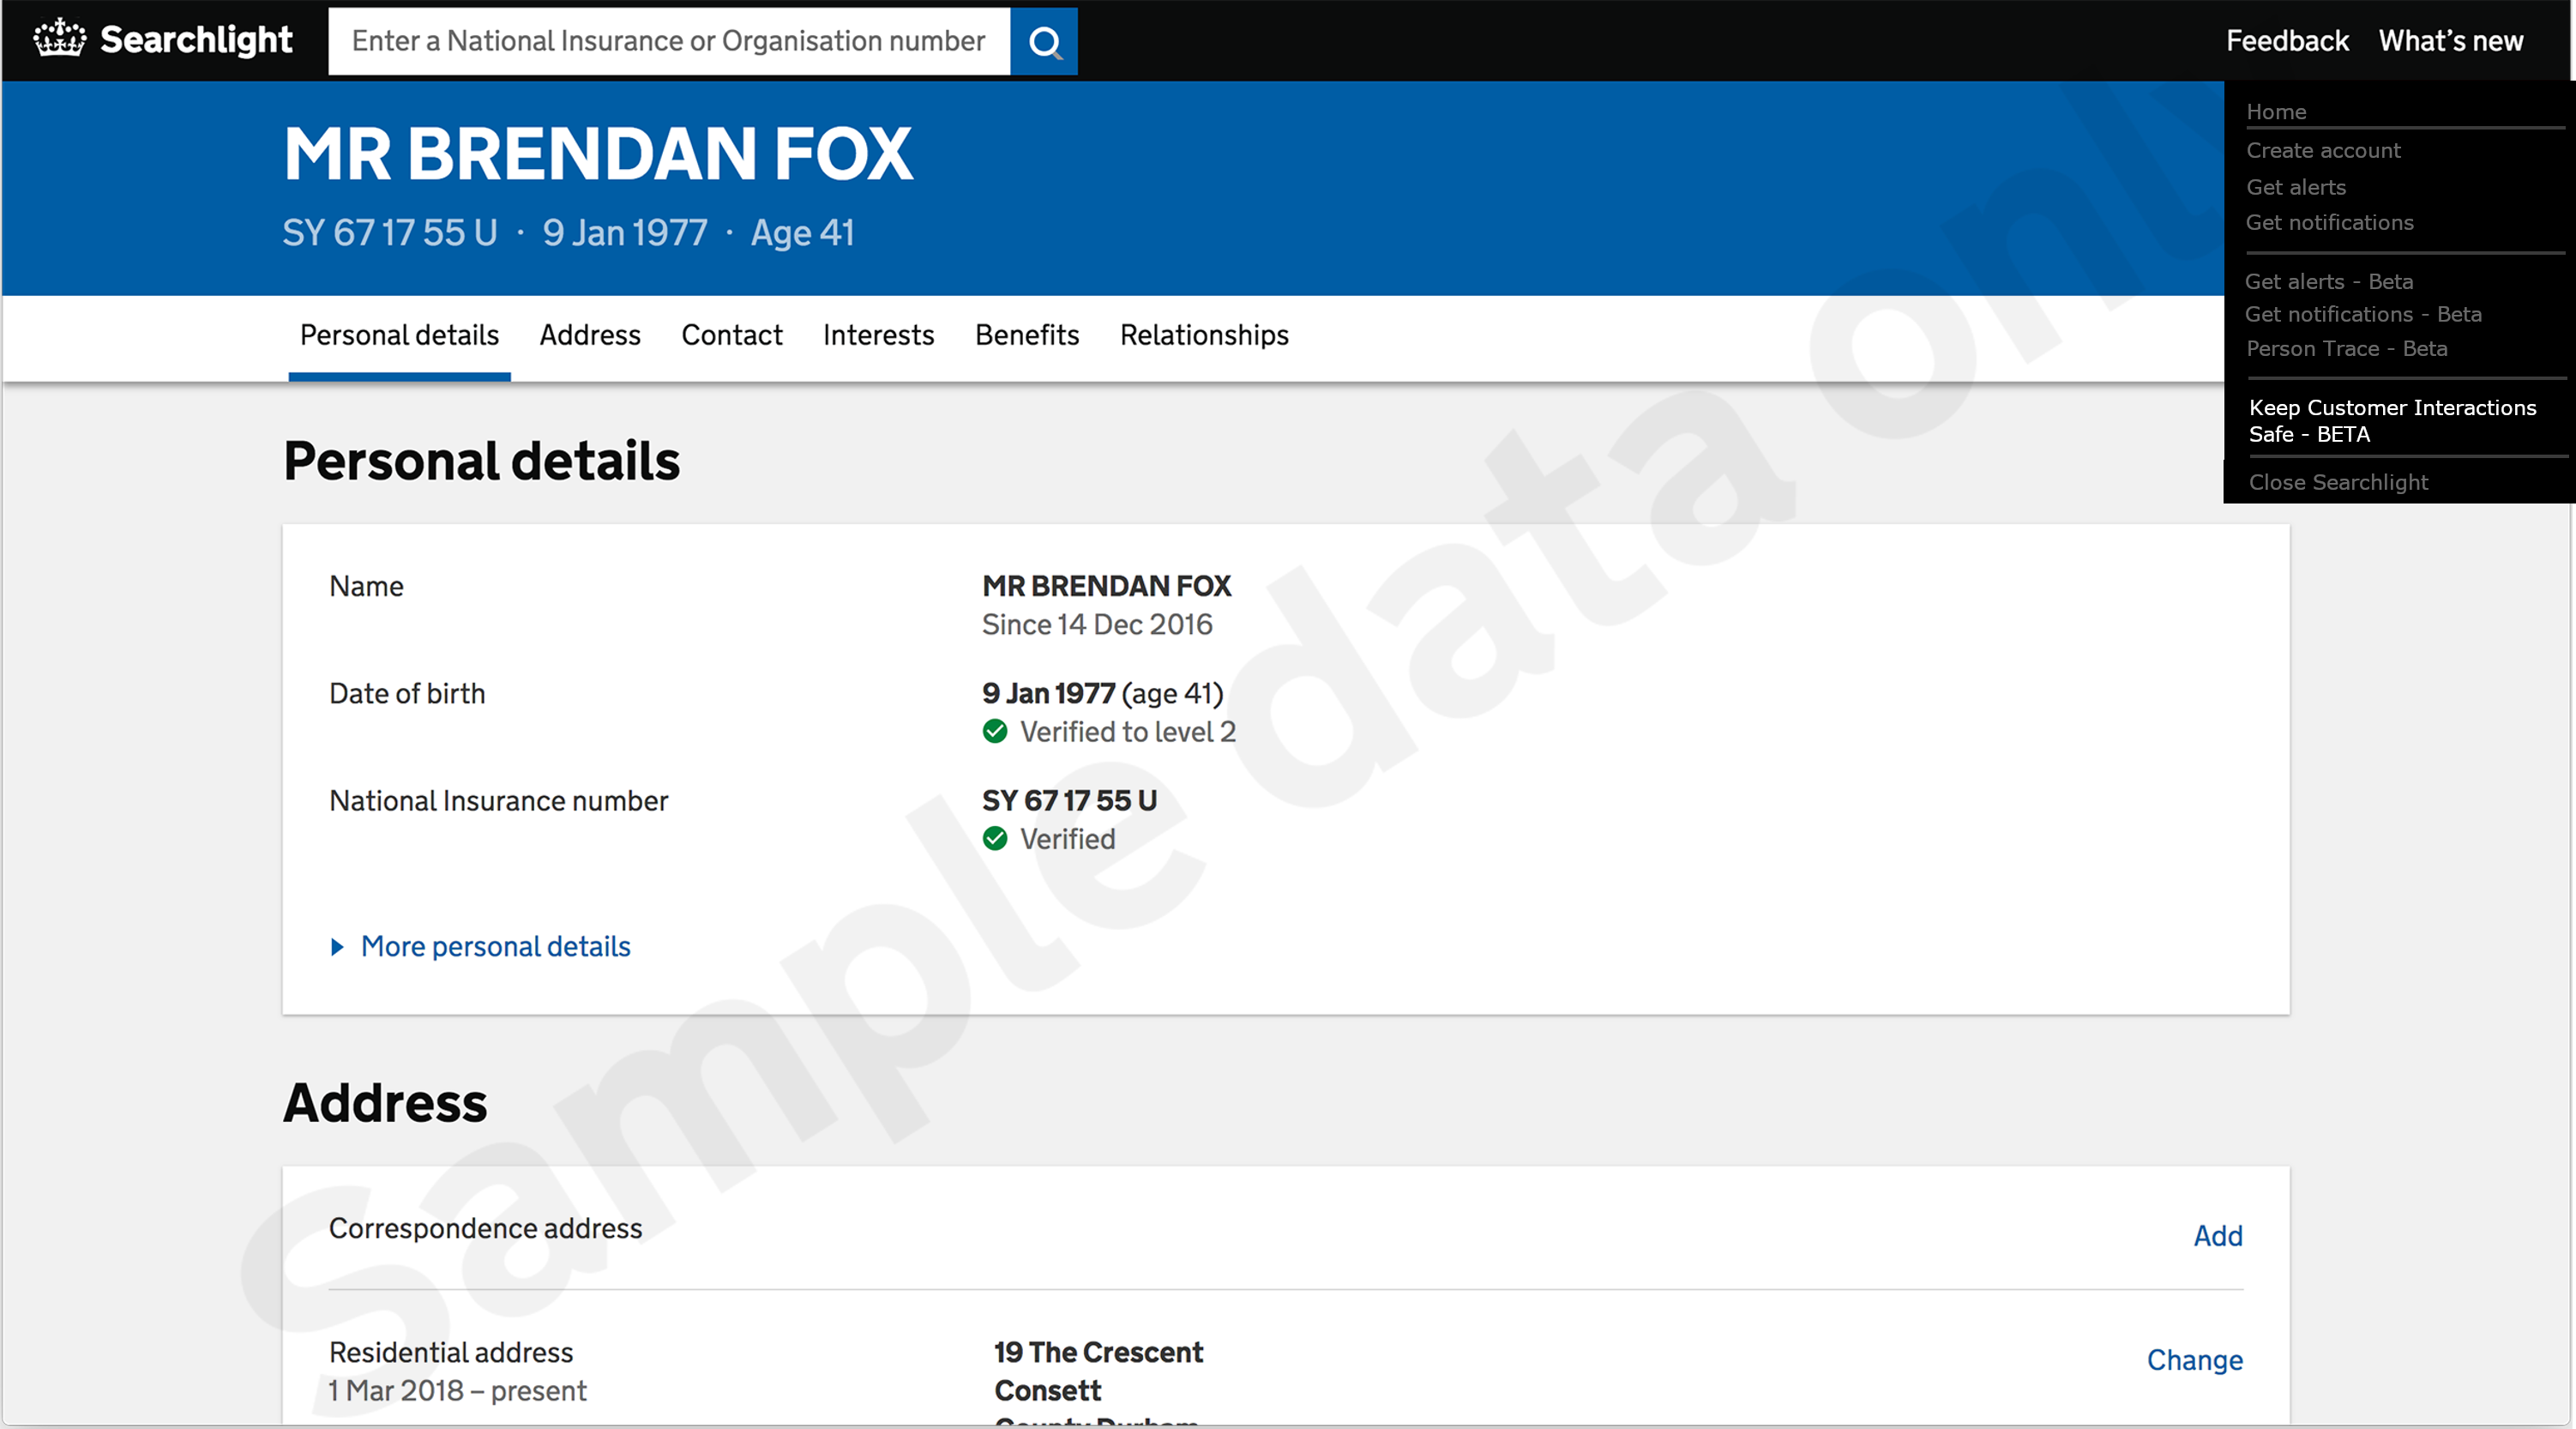 Searchlight
Enter a National Insurance or Organisation number
Feedback What's new
MR BRENDAN FOX
SY 67 17 55 U · 9 Jan 1977 · Age 41
Home
Create account
Get alerts
Get notifications
Get alerts - Beta
Get notifications - Beta
Person Trace - Beta
Keep Customer Interactions
Safe - BETA
Close Searchlight
Personal details Address Contact Interests Benefits Relationships
Personal details
Name
MR BRENDAN FOX
Since 14 Dec 2016
Date of birth
9 Jan 1977 (age 41)
Verified to level 2
National Insurance number
SY 67 17 55 U
Verified
More personal details
Address
Correspondence address
Add
Residential address
1 Mar 2018 – present
19 The Crescent
Consett
County Durham
Change
Sample data only